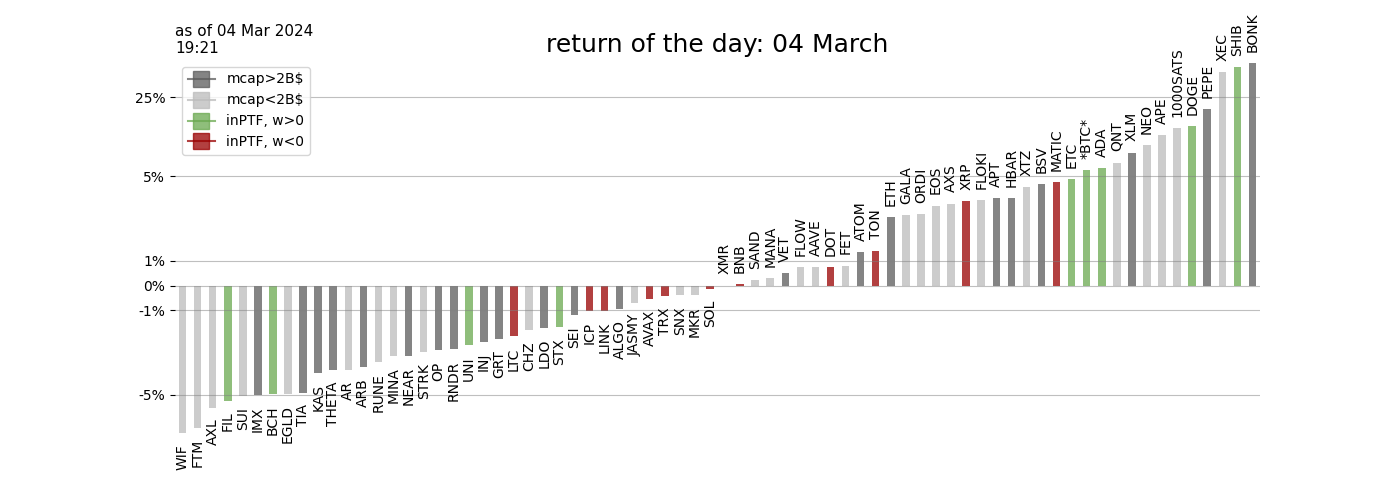 as of 04 Mar 2024
19:21
return of the day: 04 March
mcap>2B$
mcap<2B$
inPTF, w>0
inPTF, w<0
25%
5%
1%
0%
-1%
-5%
WIF
FTM
AXL
FIL
SUI
IMX
BCH
EGLD
TIA
KAS
THETA
AR
ARB
RUNE
MINA
NEAR
STRK
OP
RNDR
UNI
INJ
GRT
LTC
CHZ
LDO
STX
SEI
ICP
LINK
ALGO
JASMY
AVAX
TRX
SNX
MKR
SOL
XMR
BNB
SAND
MANA
VET
FLOW
AAVE
DOT
FET
ATOM
TON
ETH
GALA
ORDI
EOS
AXS
XRP
FLOKI
APT
HBAR
XTZ
BSV
MATIC
ETC
*BTC*
ADA
QNT
XLM
NEO
APE
1000SATS
DOGE
PEPE
XEC
SHIB
BONK